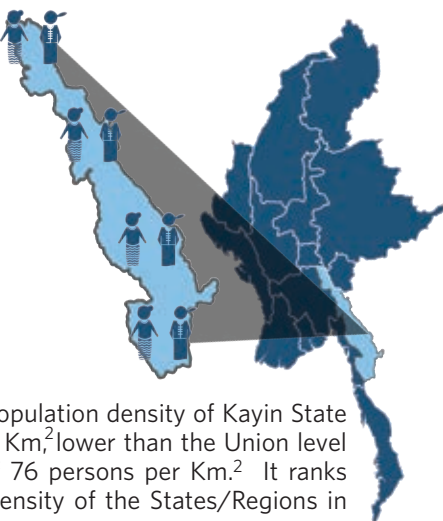 opulation density of Kayin State
Km,² lower than the Union level
76 persons per Km.² It ranks
ensity of the States/Regions in